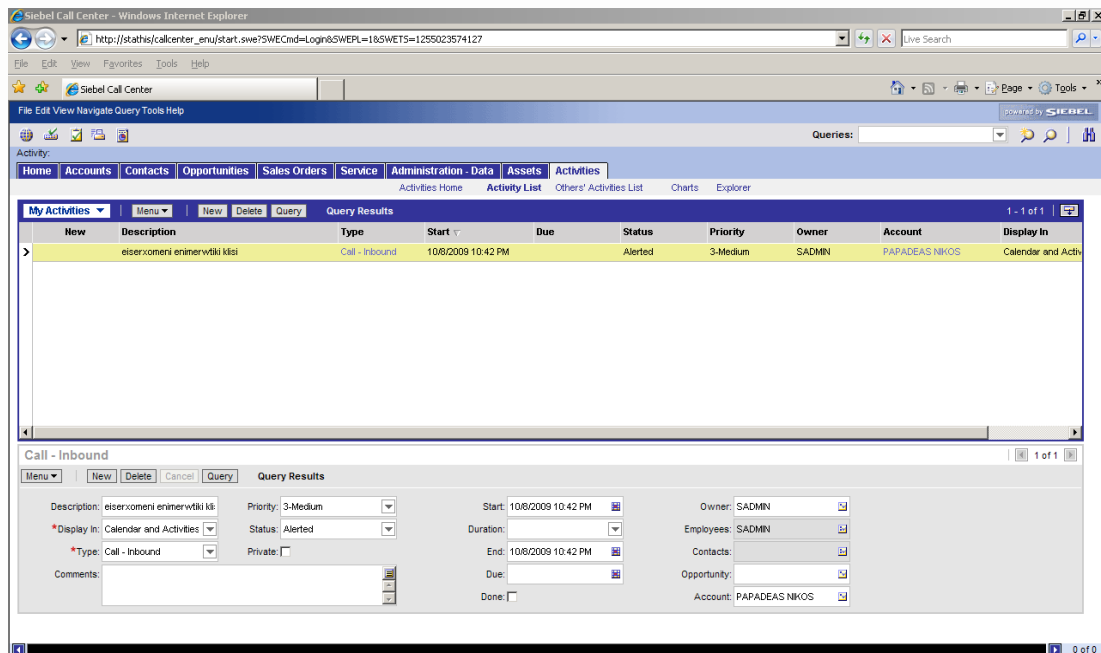 Siebel Call Center - Windows Internet Explorer
http://stathis/callcenter_enu/start.swe?SWECmd=Login&SWEPL=1&SWETS=1255023574127
Live Search
File Edit View Favorites Tools Help
Siebel Call Center
Page Tools
File Edit View Navigate Query Tools Help
powered by SIEBEL.
Queries:
Activity:
Home Accounts Contacts Opportunities Sales Orders Service Administration - Data Assets Activities
Activities Home Activity List Others' Activities List Charts Explorer
My Activities Menu New Delete Query Query Results 1 - 1 of 1
New Description Type Start Due Status Priority Owner Account Display In
eiserxomeni enimerwtiki klisi Call - Inbound 10/8/2009 10:42 PM Alerted 3-Medium SADMIN PAPADEAS NIKOS Calendar and Activ
Call - Inbound 1 of 1
Menu New Delete Cancel Query Query Results
Description: eiserxomeni enimerwtiki kli Priority: 3-Medium Start: 10/8/2009 10:42 PM Owner: SADMIN
*Display In: Calendar and Activities Status: Alerted Duration: Employees: SADMIN
*Type: Call - Inbound Private: End: 10/8/2009 10:42 PM Contacts:
Comments: Due: Opportunity:
Done: Account: PAPADEAS NIKOS
0 of 0